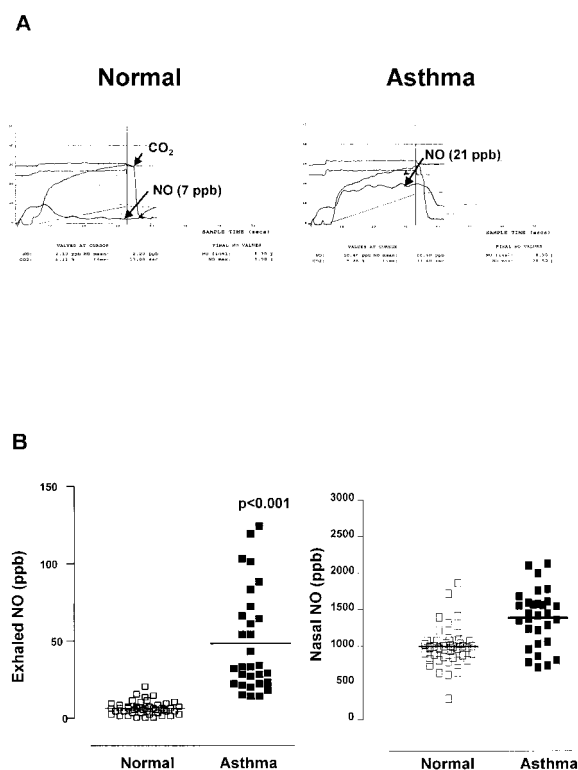 A
Normal
Asthma
CO2
NO (7 ppb)
NO (21 ppb)
SAMPLE TIME (secs)
SAMPLE TIME (secs)
VALUES AT CURSOR
FINAL NO VALUES
VALUES AT CURSOR
FINAL NO VALUES
B
Exhaled NO (ppb)
150
100
50
0
p<0.001
Normal
Asthma
Nasal NO (ppb)
3000
2500
2000
1500
1000
500
0
Normal
Asthma